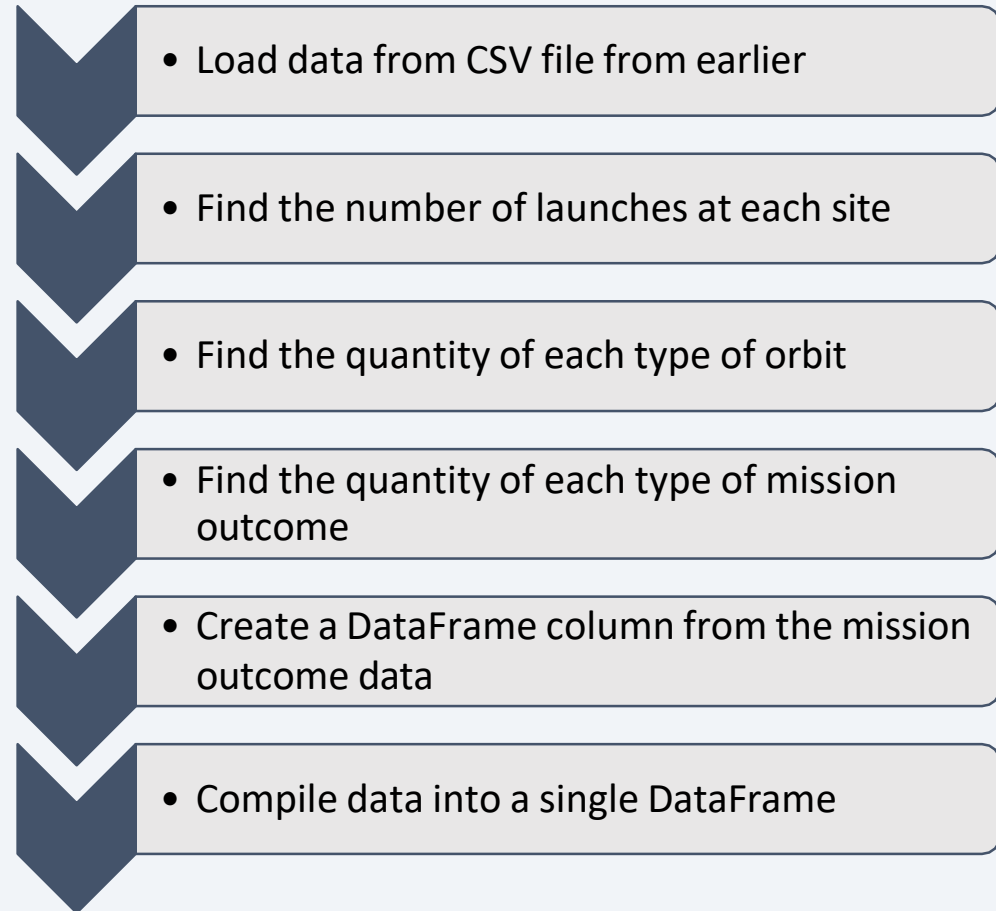 • Load data from CSV file from earlier
• Find the number of launches at each site
• Find the quantity of each type of orbit
• Find the quantity of each type of mission
outcome
• Create a DataFrame column from the mission
outcome data
• Compile data into a single DataFrame